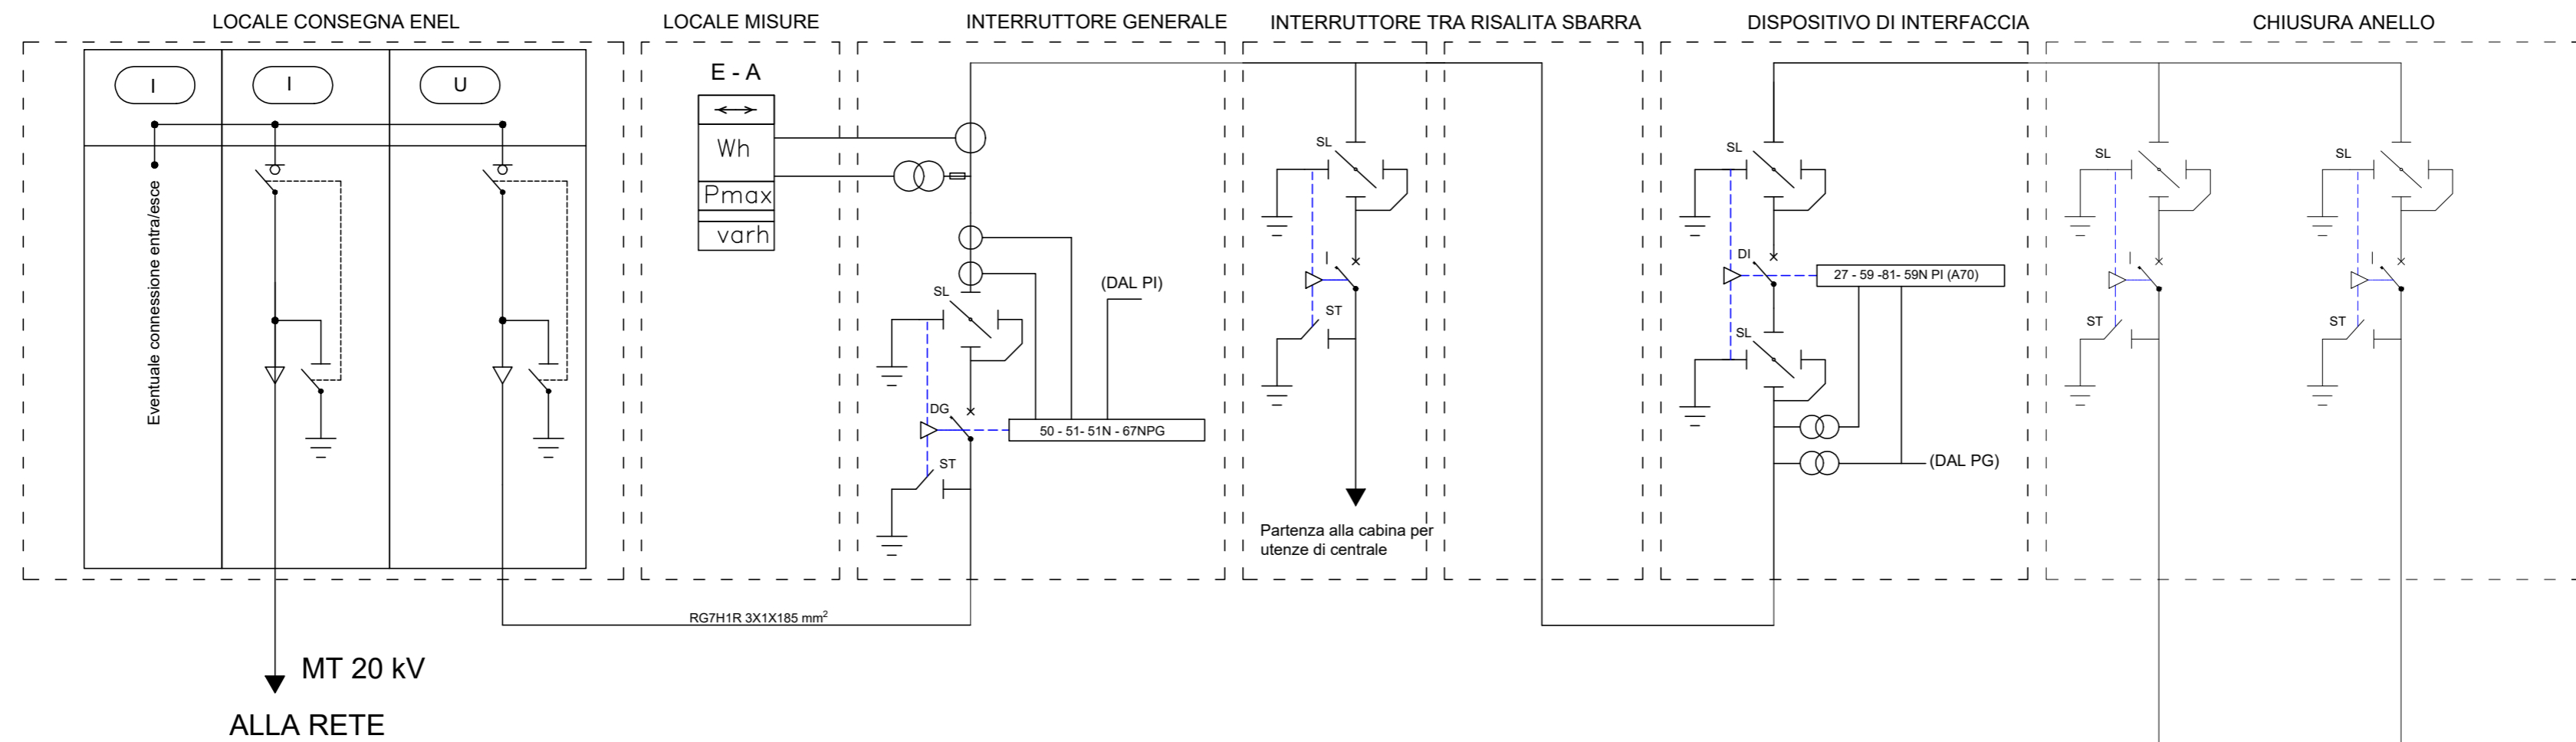 LOCALE CONSEGNA ENEL
LOCALE MISURE
INTERRUTTORE GENERALE
INTERRUTTORE TRA RISALITA SBARRA
DISPOSITIVO DI INTERFACCIA
CHIUSURA ANELLO
I
I
U
Eventuale connessione entra/esce
E - A
Wh
Pmax
varh
SL
(DAL PI)
DG
50 - 51- 51N - 67NPG
ST
SL
I
ST
Partenza alla cabina per
utenze di centrale
SL
DI
27 - 59 -81- 59N PI (A70)
SL
(DAL PG)
SL
I
ST
SL
I
ST
RG7H1R 3X1X185 mm²
MT 20 kV
ALLA RETE